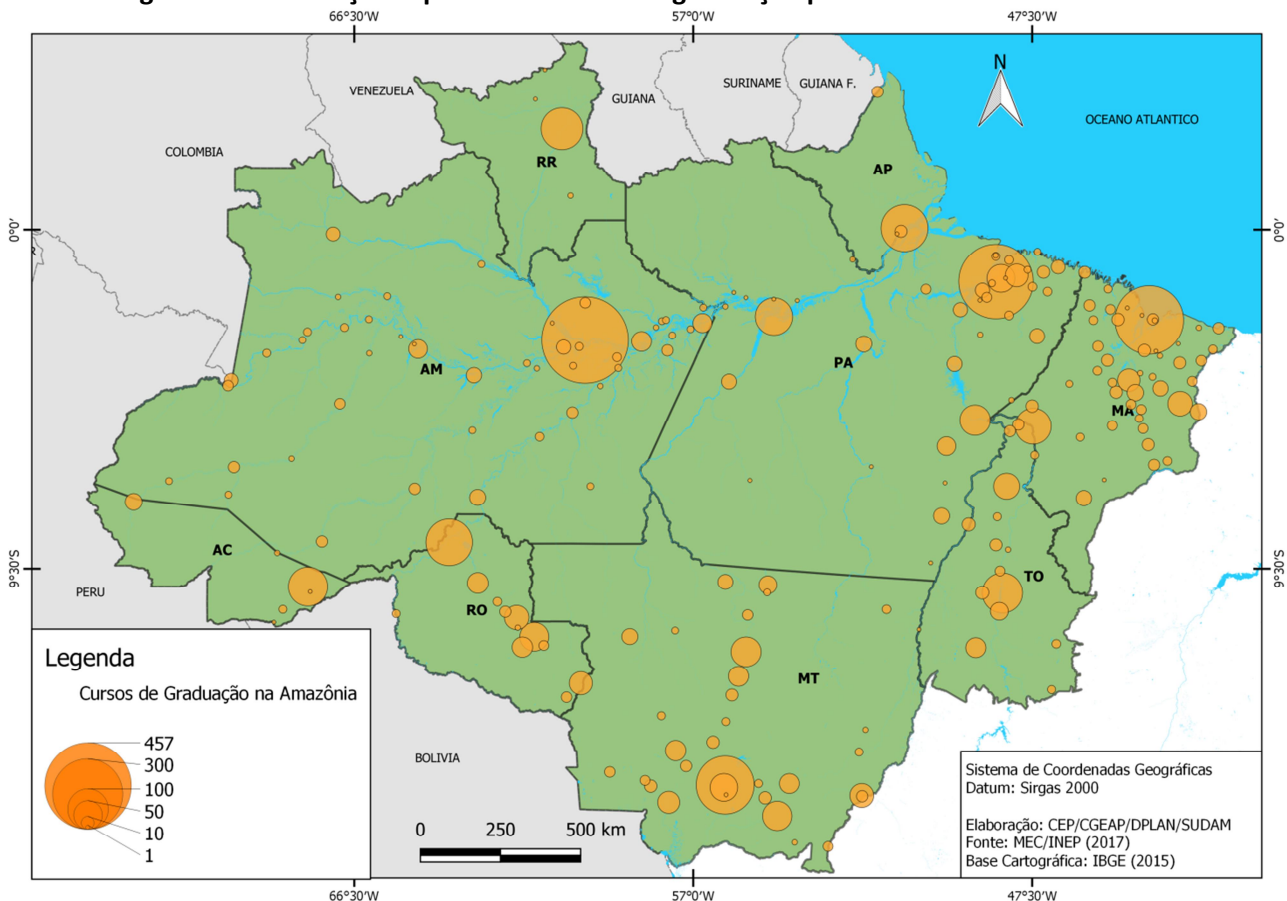 66°30'W 57°0'W 47°30'W
N
VENEZUELA
GUIANA
SURINAME
GUIANA F.
OCEANO ATLANTICO
COLOMBIA
RR
AP
0°0'
0°0'
AM
PA
MA
AC
RO
TO
MT
9°30'S
9°30'S
PERU
BOLIVIA
Legenda
Cursos de Graduação na Amazônia
457
300
100
50
10
1
0 250 500 km
Sistema de Coordenadas Geográficas
Datum: Sirgas 2000
Elaboração: CEP/CGEAP/DPLAN/SUDAM
Fonte: MEC/INEP (2017)
Base Cartográfica: IBGE (2015)
66°30'W 57°0'W 47°30'W